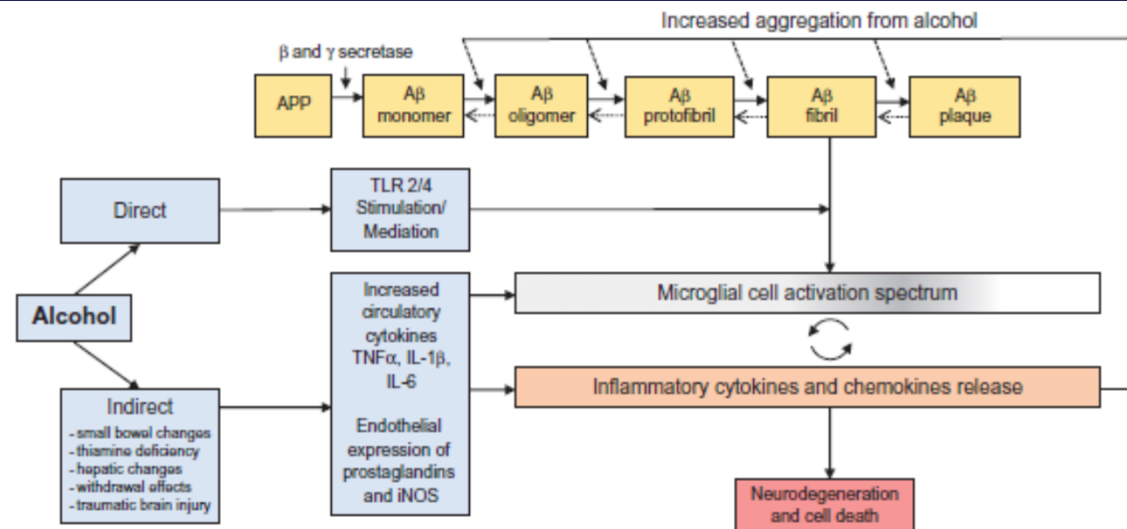 Increased aggregation from alcohol
β and γ secretase
APP
Aβ
monomer
Aβ
oligomer
Aβ
protofibril
Aβ
fibril
Aβ
plaque
Direct
TLR 2/4
Stimulation/
Mediation
Alcohol
Increased
circulatory
cytokines
TNFα, IL-1β,
IL-6
Endothelial
expression of
prostaglandins
and iNOS
Microglial cell activation spectrum
Inflammatory cytokines and chemokines release
Indirect
- small bowel changes
- thiamine deficiency
- hepatic changes
- withdrawal effects
- traumatic brain injury
Neurodegeneration
and cell death